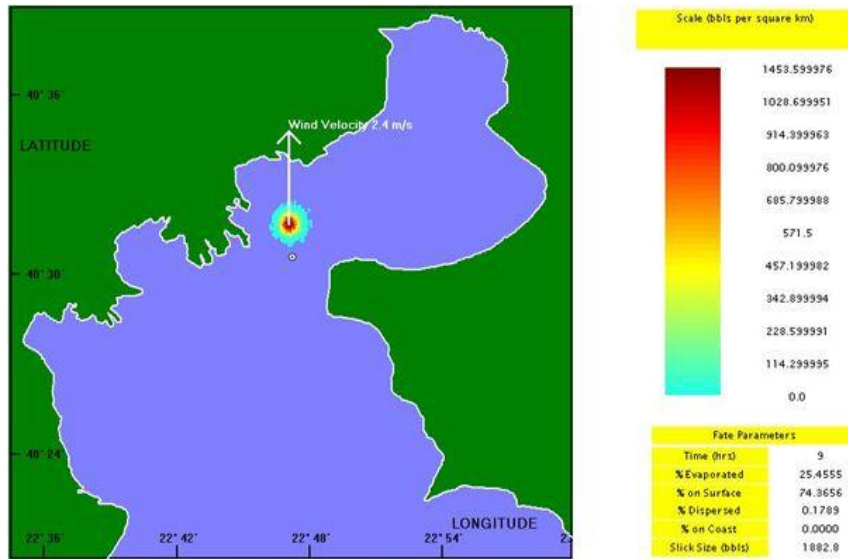 Scale (bbls per square km)
1453.599976
1028.699951
914.399963
800.099976
685.799988
571.5
457.199982
342.899994
228.599991
114.299995
0.0
40° 36'
Wind Velocity 2.4 m/s
LATITUDE
40° 30'
40° 24'
LONGITUDE
22° 36' 22° 42' 22° 48' 22° 54' 2
Fate Parameters
Time (hrs) 9
% Evaporated 25.4555
% on Surface 74.3656
% Dispersed 0.1789
% on Coast 0.0000
Slick Size (bbls) 1882.8